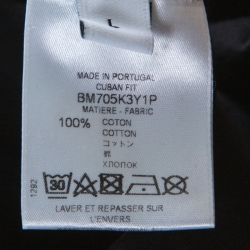 L
MADE IN PORTUGAL
CUBAN FIT
BM705K3Y1P
MATIERE - FABRIC
100% COTON
COTTON
コットン
棉
ХЛОПОК
1292
30
LAVER ET REPASSER SUR
L'ENVERS